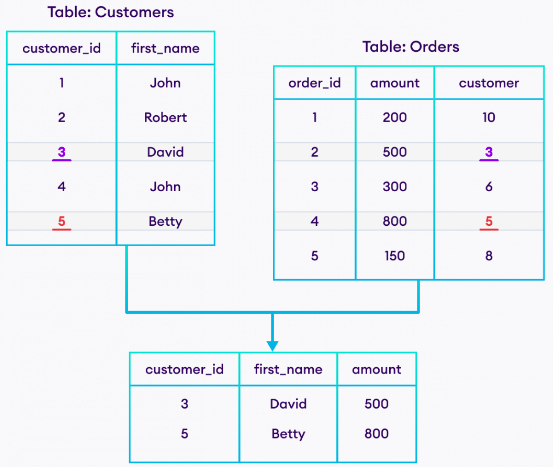 Table: Customers
customer_id first_name
1 John
2 Robert
3 David
4 John
5 Betty
Table: Orders
order_id amount customer
1 200 10
2 500 3
3 300 6
4 800 5
5 150 8
customer_id first_name amount
3 David 500
5 Betty 800